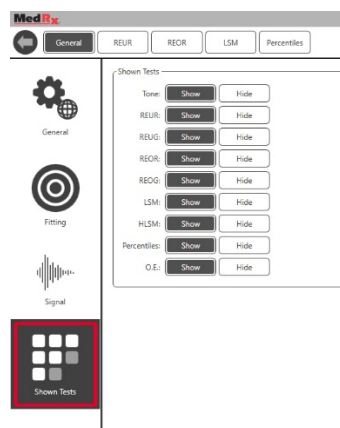 MedRx
General REUR REOR LSM Percentiles
General
Fitting
Signal
Shown Tests
Shown Tests
Tone: Show Hide
REUR: Show Hide
REUG: Show Hide
REOR: Show Hide
REOG: Show Hide
LSM: Show Hide
HLSM: Show Hide
Percentiles: Show Hide
O.E.: Show Hide